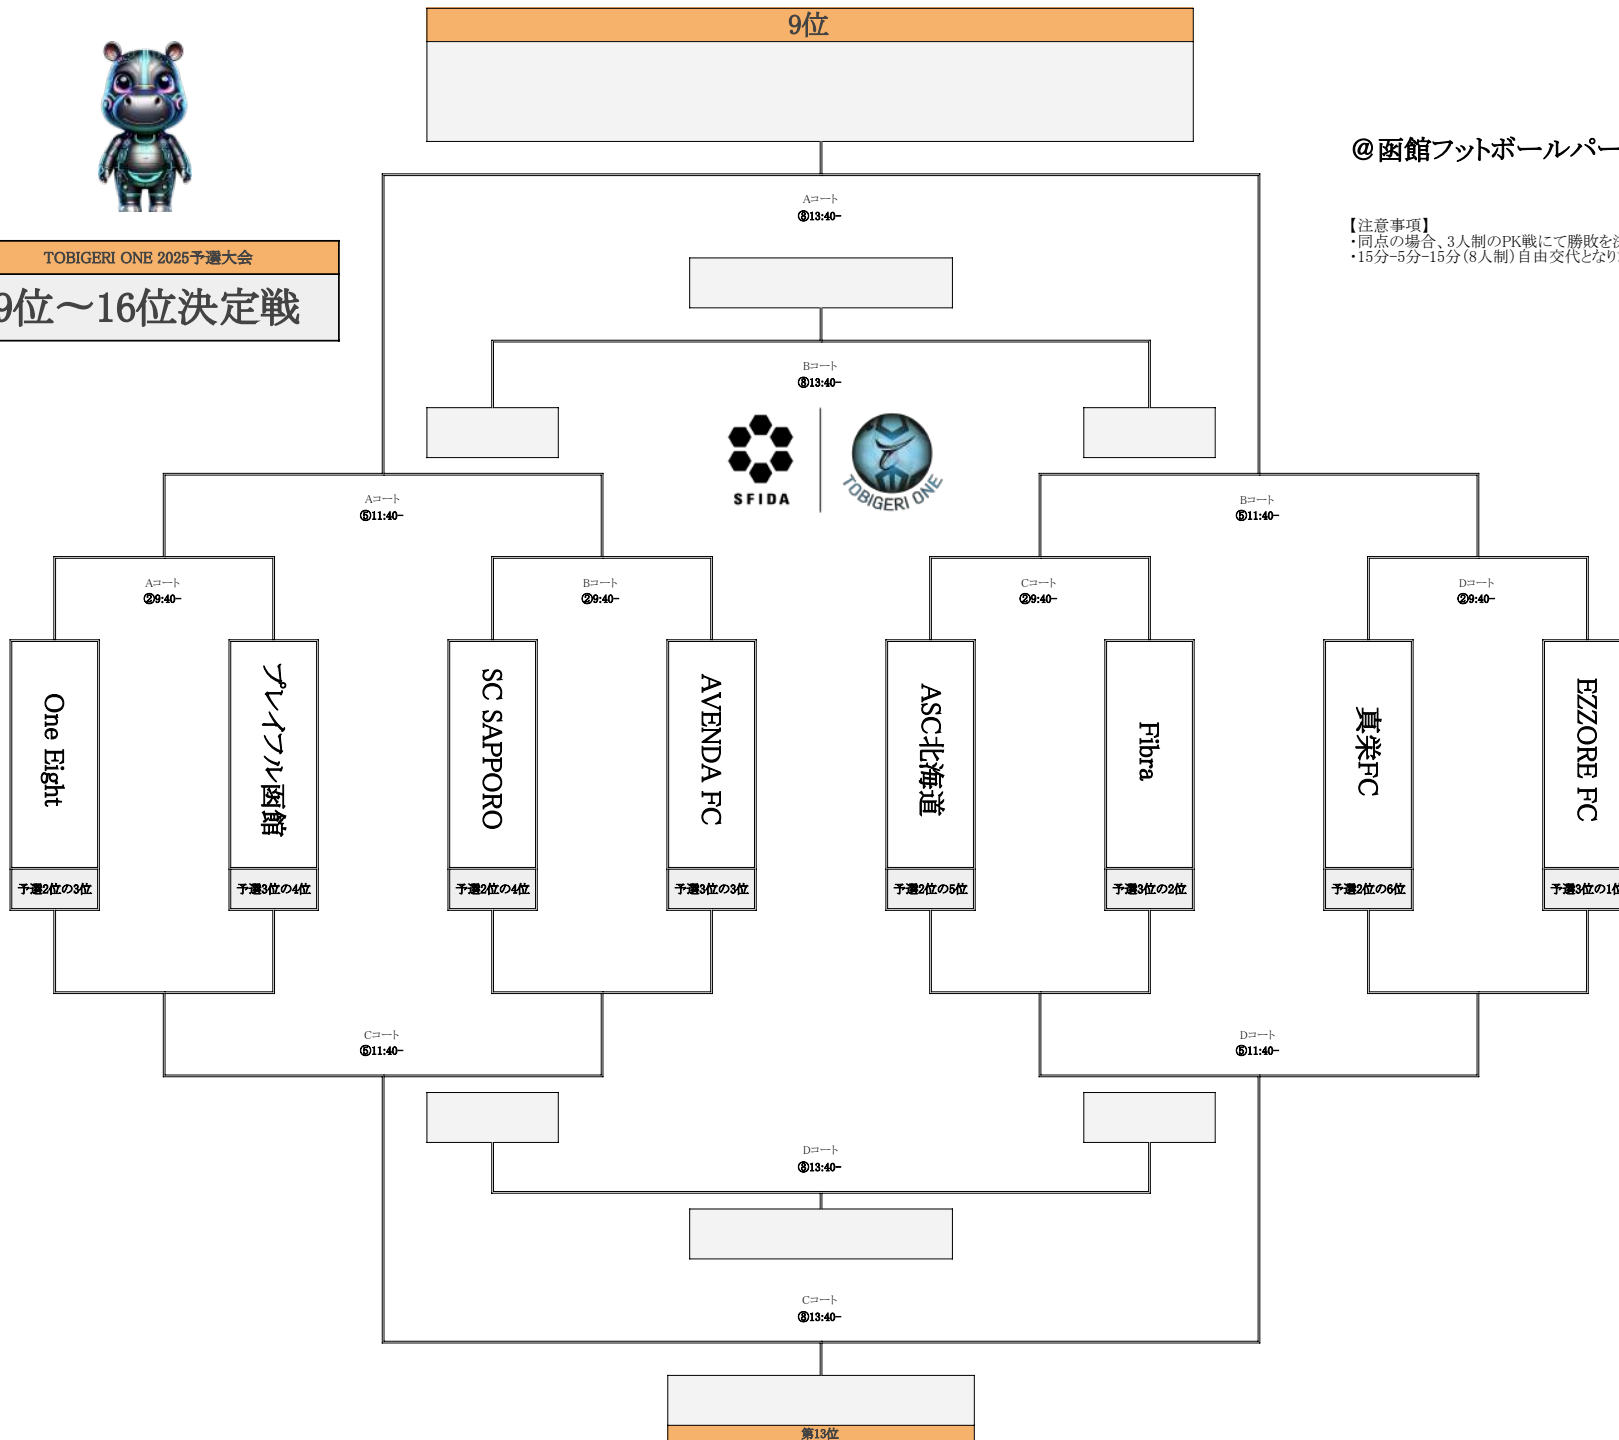 9位
@函館フットボールパー
【注意事項】
・同点の場合、3人制のPK戦にて勝敗を
・15分-5分-15分(8人制)自由交代となり
TOBIGERI ONE 2025予選大会
9位～16位決定戦
Aコート
⑧13:40-
Bコート
⑧13:40-
SFIDA
TOBIGERI ONE
Aコート
⑤11:40-
Bコート
⑤11:40-
Aコート
②9:40-
Bコート
②9:40-
Cコート
②9:40-
Dコート
②9:40-
One Eight
プレイフル函館
SC SAPPORO
AVENDA FC
ASC北海道
Fibra
真栄FC
EZZORE FC
予選2位の3位
予選3位の4位
予選2位の4位
予選3位の3位
予選2位の5位
予選3位の2位
予選2位の6位
予選3位の1位
Cコート
⑤11:40-
Dコート
⑤11:40-
Dコート
⑧13:40-
Cコート
⑧13:40-
第13位